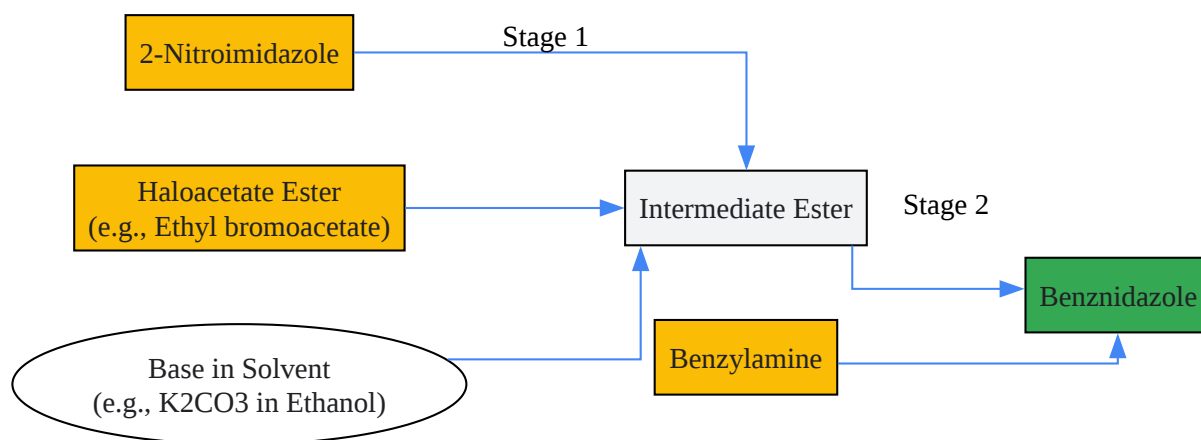 2-Nitroimidazole
Stage 1
Haloacetate Ester
(e.g., Ethyl bromoacetate)
Intermediate Ester
Stage 2
Benznidazole
Base in Solvent
(e.g., K2CO3 in Ethanol)
Benzylamine